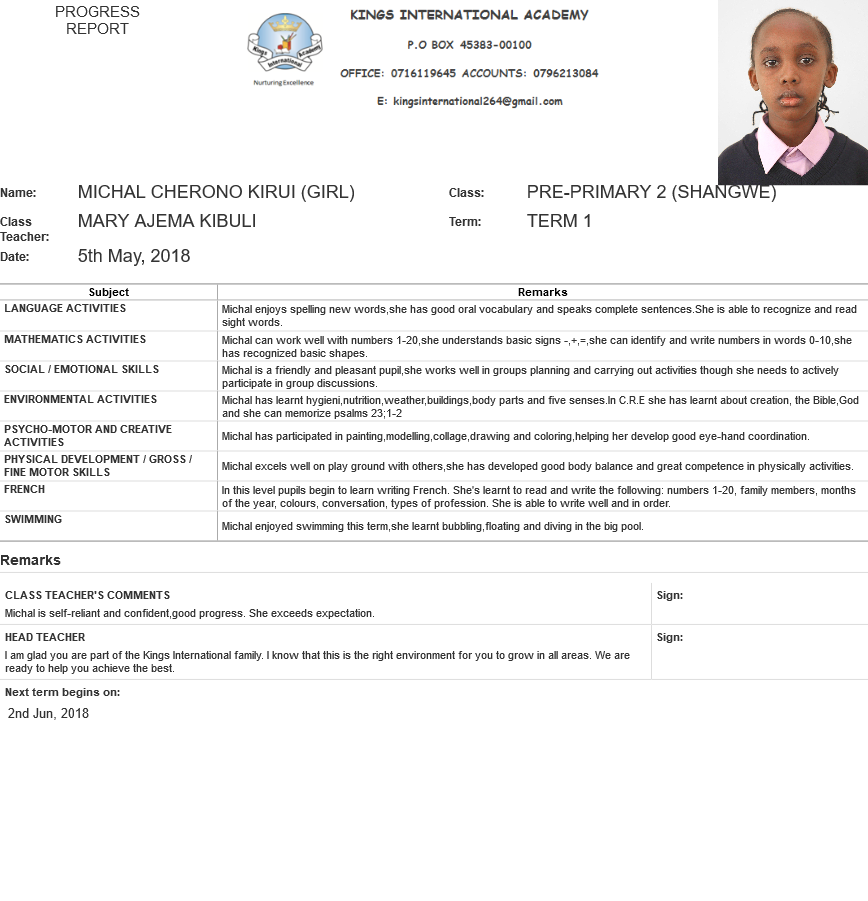 PROGRESS
REPORT
Kings International Academy
Nurturing Excellence
KINGS INTERNATIONAL ACADEMY
P.O BOX 45383-00100
OFFICE: 0716119645 ACCOUNTS: 0796213084
E: kingsinternational264@gmail.com
Name: MICHAL CHERONO KIRUI (GIRL) Class: PRE-PRIMARY 2 (SHANGWE)
Class Teacher: MARY AJEMA KIBULI Term: TERM 1
Date: 5th May, 2018
Subject Remarks
LANGUAGE ACTIVITIES
Michal enjoys spelling new words,she has good oral vocabulary and speaks complete sentences.She is able to recognize and read
sight words.
MATHEMATICS ACTIVITIES
Michal can work well with numbers 1-20,she understands basic signs -,+,=,she can identify and write numbers in words 0-10,she
has recognized basic shapes.
SOCIAL / EMOTIONAL SKILLS
Michal is a friendly and pleasant pupil,she works well in groups planning and carrying out activities though she needs to actively
participate in group discussions.
ENVIRONMENTAL ACTIVITIES
Michal has learnt hygieni,nutrition,weather,buildings,body parts and five senses.In C.R.E she has learnt about creation, the Bible,God
and she can memorize psalms 23;1-2
PSYCHO-MOTOR AND CREATIVE
ACTIVITIES
Michal has participated in painting,modelling,collage,drawing and coloring,helping her develop good eye-hand coordination.
PHYSICAL DEVELOPMENT / GROSS /
FINE MOTOR SKILLS
Michal excels well on play ground with others,she has developed good body balance and great competence in physically activities.
FRENCH
In this level pupils begin to learn writing French. She's learnt to read and write the following: numbers 1-20, family members, months
of the year, colours, conversation, types of profession. She is able to write well and in order.
SWIMMING
Michal enjoyed swimming this term,she learnt bubbling,floating and diving in the big pool.
Remarks
CLASS TEACHER'S COMMENTS Sign:
Michal is self-reliant and confident,good progress. She exceeds expectation.
HEAD TEACHER Sign:
I am glad you are part of the Kings International family. I know that this is the right environment for you to grow in all areas. We are
ready to help you achieve the best.
Next term begins on:
2nd Jun, 2018